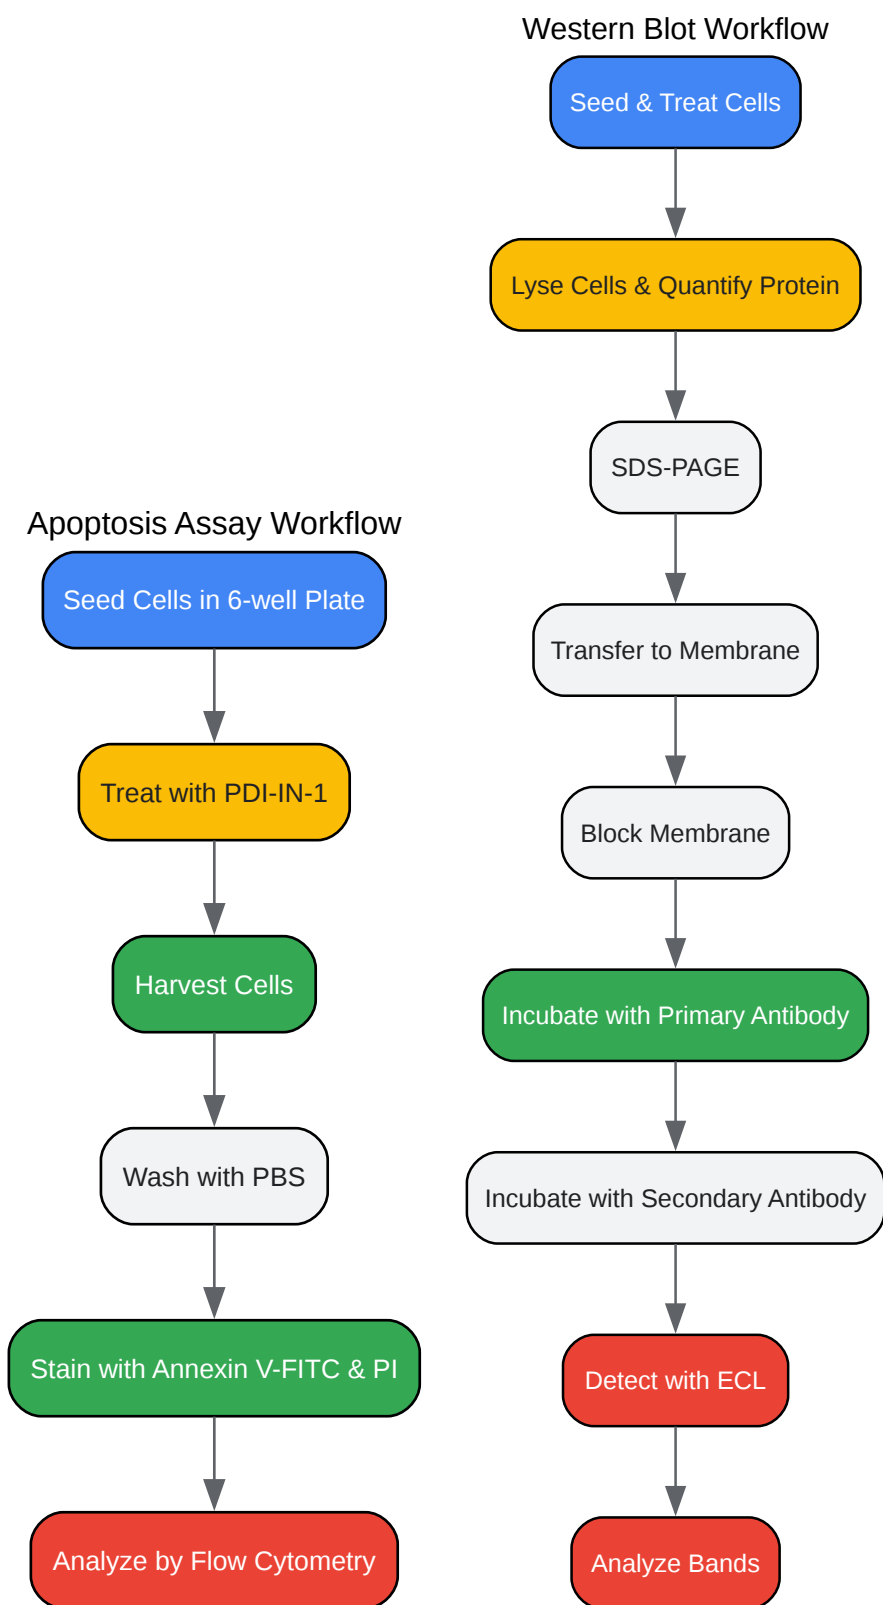 Apoptosis Assay Workflow
Seed Cells in 6-well Plate
Treat with PDI-IN-1
Harvest Cells
Wash with PBS
Stain with Annexin V-FITC & PI
Analyze by Flow Cytometry
Western Blot Workflow
Seed & Treat Cells
Lyse Cells & Quantify Protein
SDS-PAGE
Transfer to Membrane
Block Membrane
Incubate with Primary Antibody
Incubate with Secondary Antibody
Detect with ECL
Analyze Bands